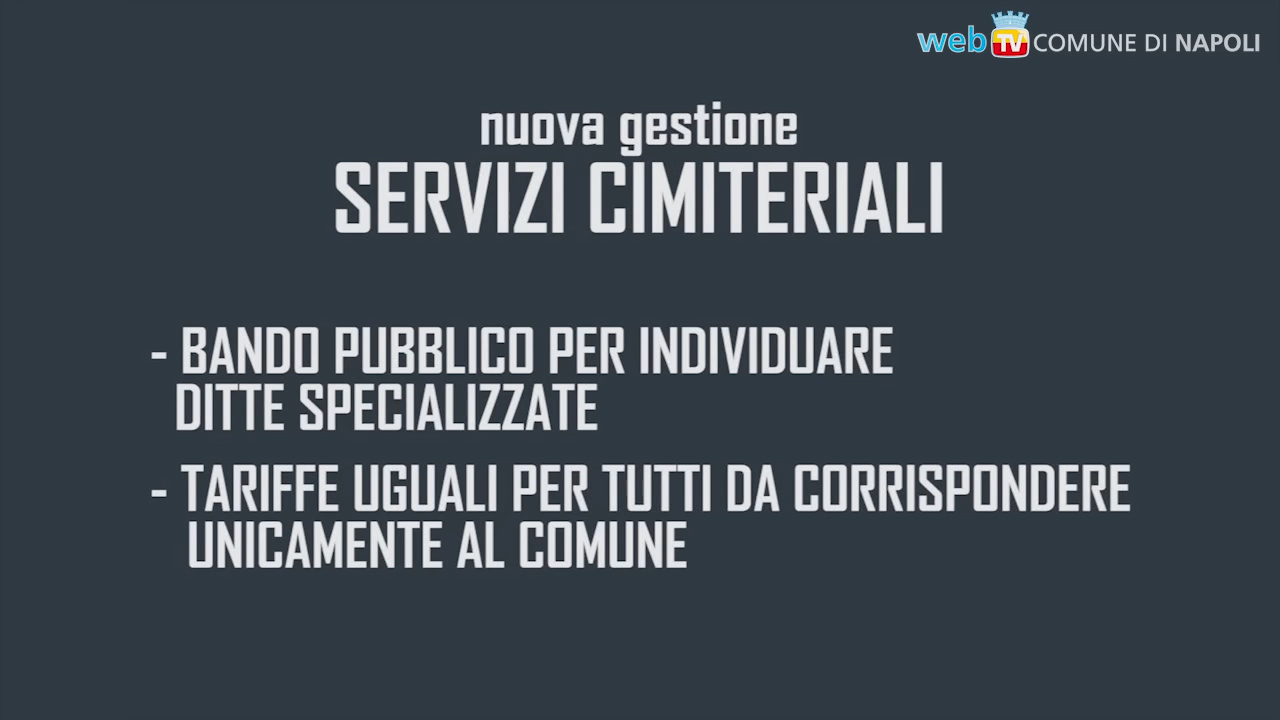 web TV COMUNE DI NAPOLI
nuova gestione
SERVIZI CIMITERIALI
- BANDO PUBBLICO PER INDIVIDUARE
DITTE SPECIALIZZATE
- TARIFFE UGUALI PER TUTTI DA CORRISPONDERE
UNICAMENTE AL COMUNE